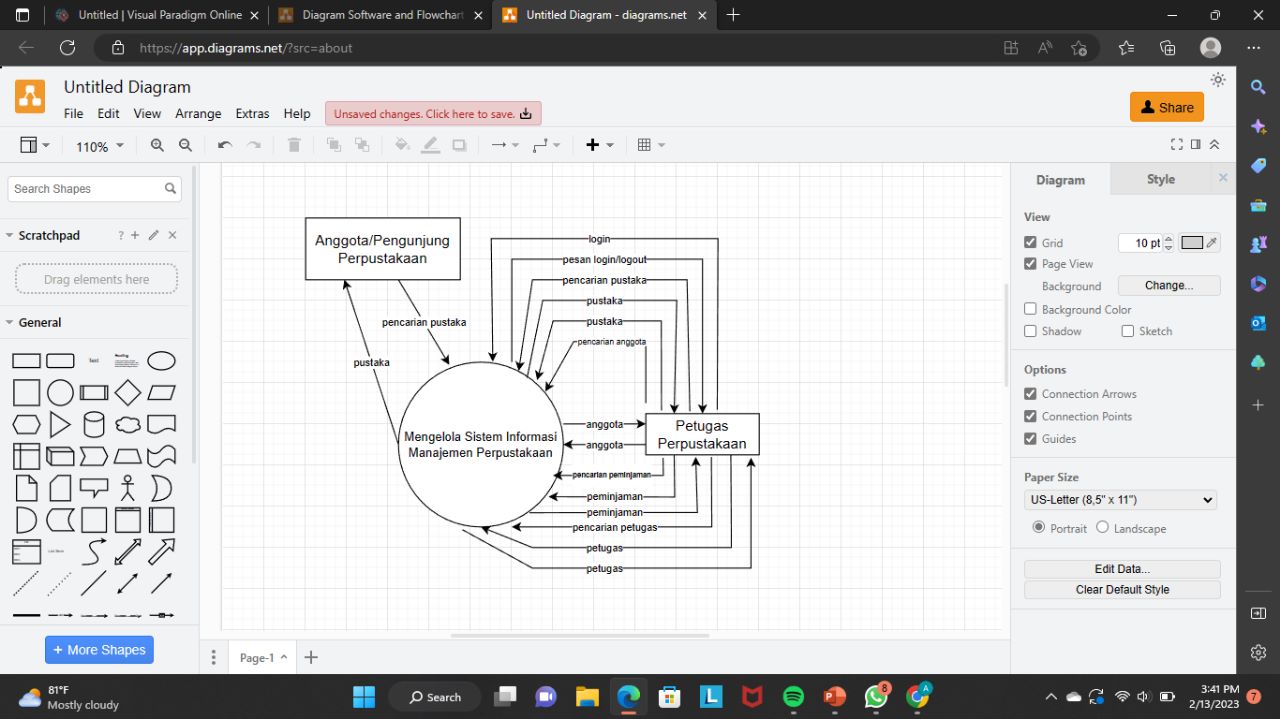 Untitled | Visual Paradigm Online
Diagram Software and Flowchart
Untitled Diagram - diagrams.net
https://app.diagrams.net/?src=about
Untitled Diagram
File Edit View Arrange Extras Help
Unsaved changes. Click here to save.
Share
110%
Search Shapes
Scratchpad
?
Drag elements here
General
Text
Heading
+ More Shapes
Anggota/Pengunjung
Perpustakaan
login
pesan login/logout
pencarian pustaka
pustaka
pustaka
pencarian anggota
pencarian pustaka
pustaka
Mengelola Sistem Informasi
Manajemen Perpustakaan
anggota
anggota
Petugas
Perpustakaan
pencarian peminjaman
peminjaman
peminjaman
pencarian petugas
petugas
petugas
Page-1
Diagram
Style
View
Grid
10 pt
Page View
Background
Change...
Background Color
Shadow
Sketch
Options
Connection Arrows
Connection Points
Guides
Paper Size
US-Letter (8,5" x 11")
Portrait
Landscape
Edit Data...
Clear Default Style
81°F
Mostly cloudy
Search
L
8
A
3:41 PM
2/13/2023
7